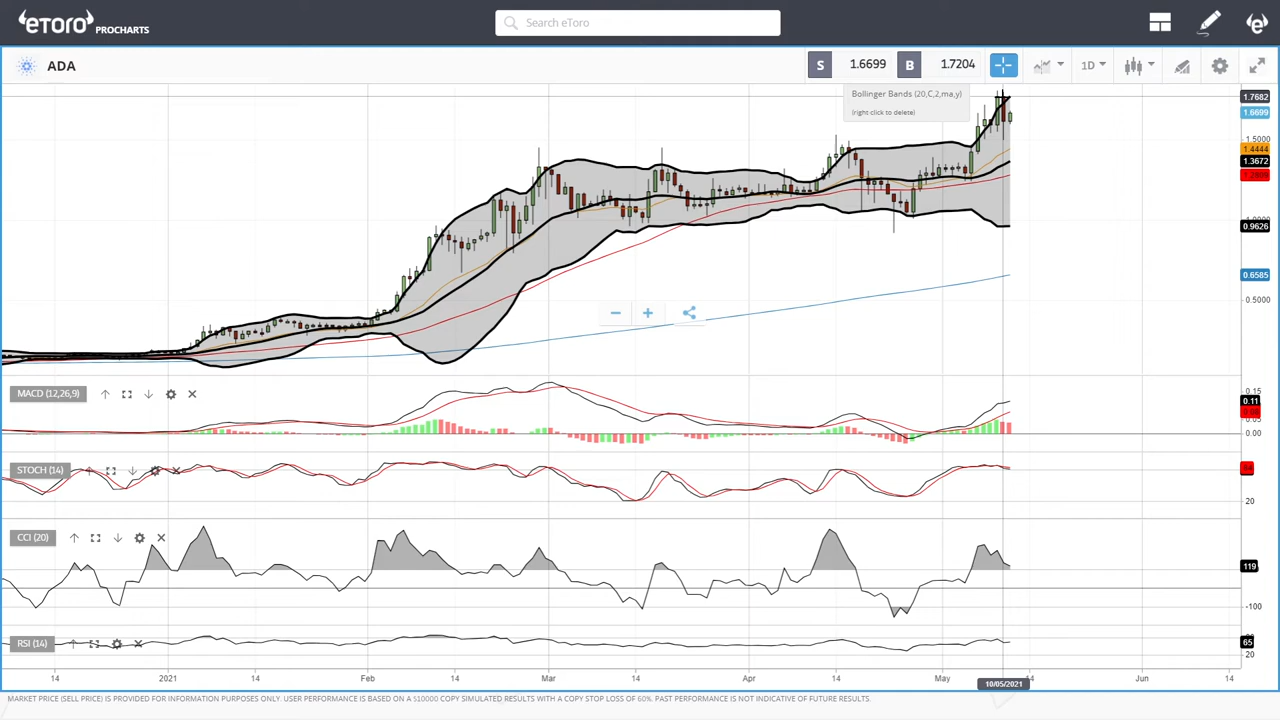 eToro PROCHARTS
Search eToro
ADA
S 1.6699 B 1.7204
1D
Bollinger Bands (20,C,2,ma,y)
(right click to delete)
1.7682
1.6699
1.5000
1.4444
1.3672
0.9626
0.6585
0.5000
MACD (12,26,9)
0.15
0.11
0.05
0.00
STOCH (14)
20
CCI (20)
119
-100
RSI (14)
65
20
14 2021 14 Feb 14 Mar 14 Apr 14 May 14 Jun 14
10/05/2021
MARKET PRICE (SELL PRICE) IS PROVIDED FOR INFORMATION PURPOSES ONLY. USER PERFORMANCE IS BASED ON A $10000 COPY SIMULATED RESULTS WITH A COPY STOP LOSS OF 60%. PAST PERFORMANCE IS NOT INDICATIVE OF FUTURE RESULTS.